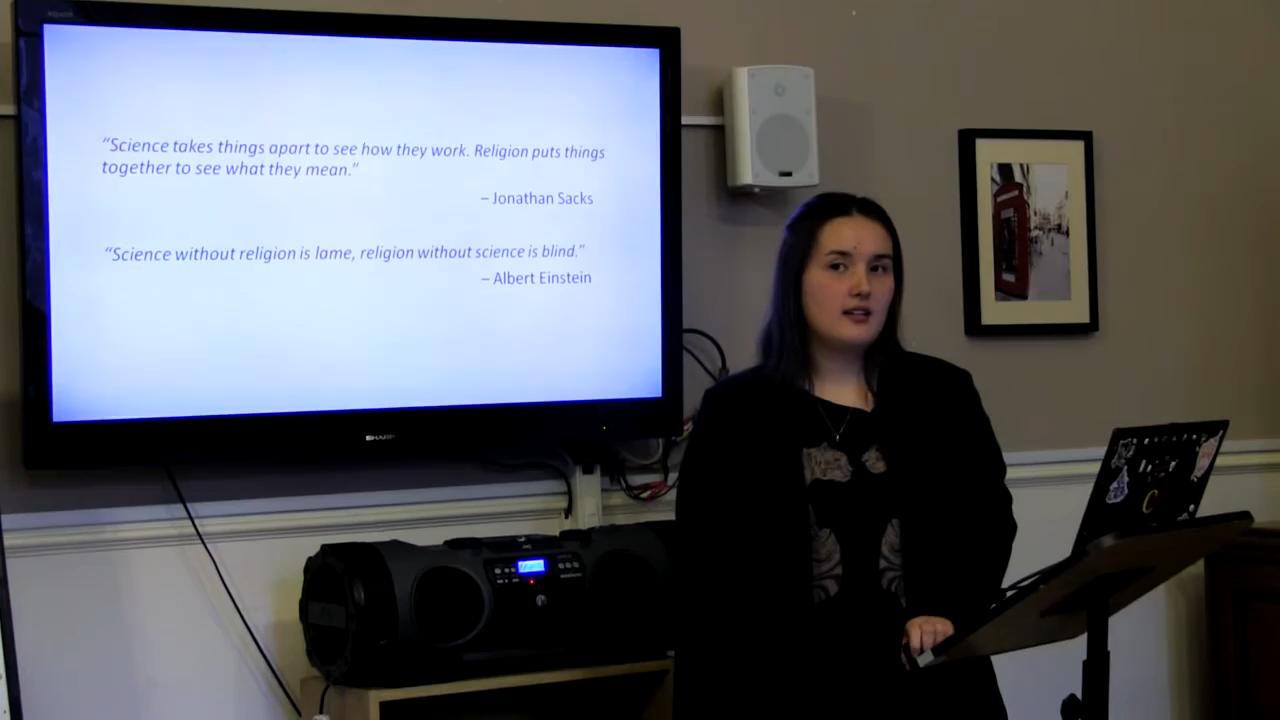 “Science takes things apart to see how they work. Religion puts things
together to see what they mean.”
– Jonathan Sacks
“Science without religion is lame, religion without science is blind.”
– Albert Einstein
SHARP